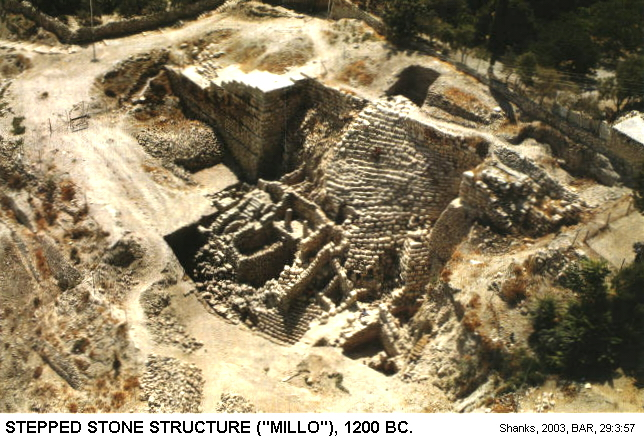 STEPPED STONE STRUCTURE ("MILLO"), 1200 BC. Shanks, 2003, BAR, 29:3:57